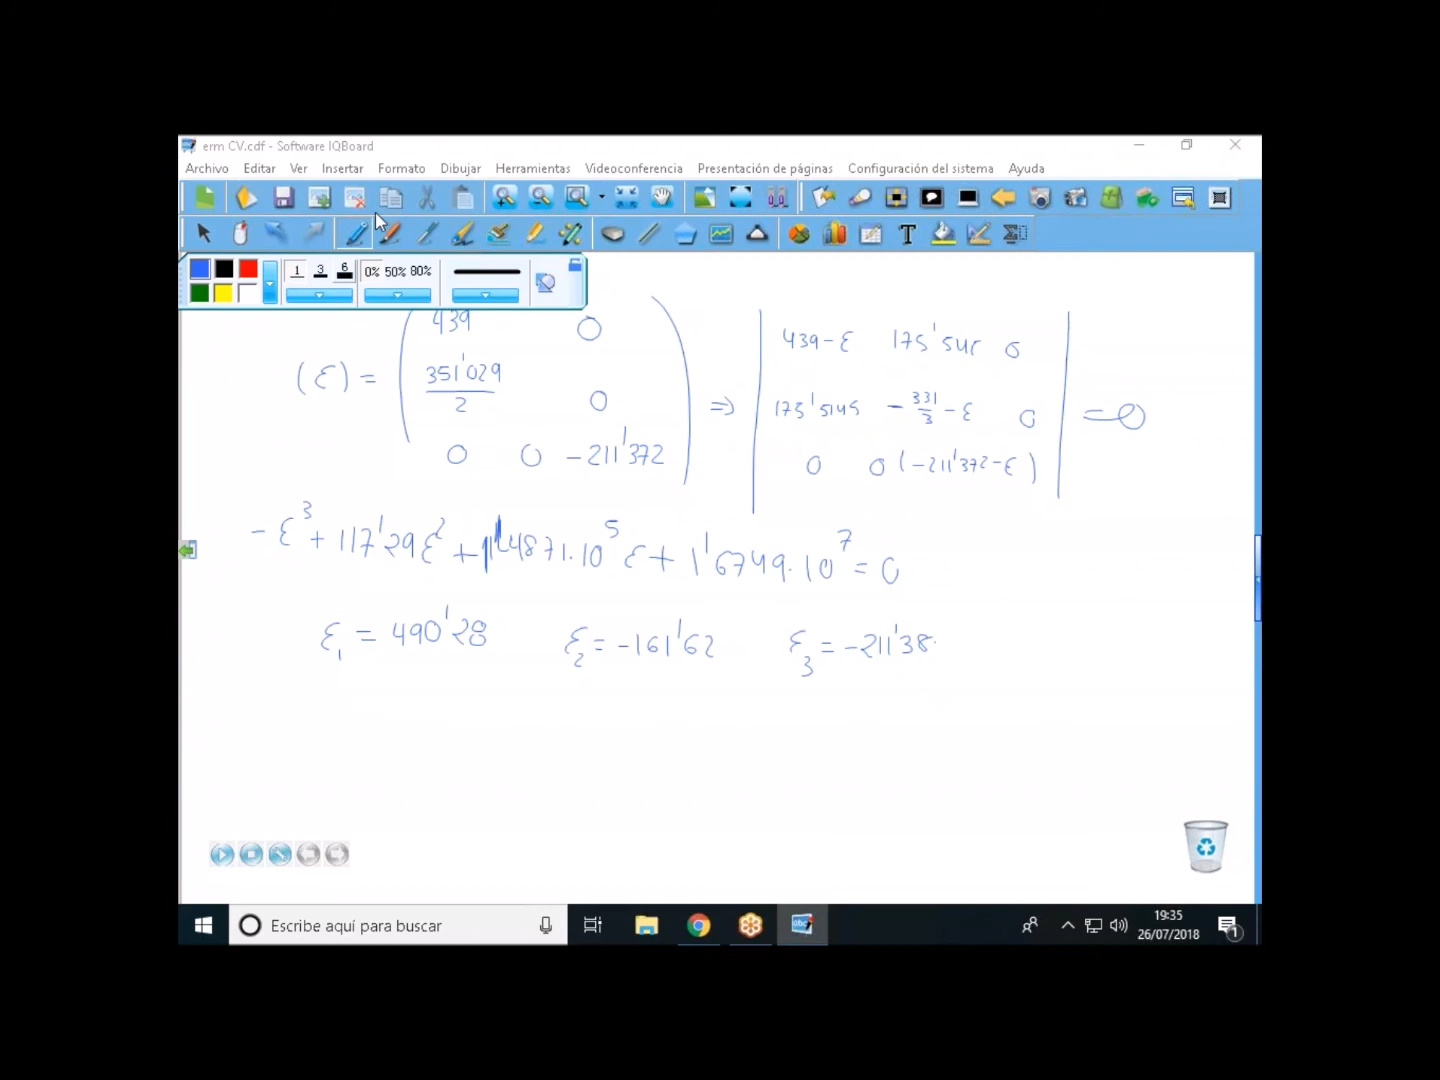 erm CV.cdf - Software IQBoard
Archivo Editar Ver Insertar Formato Dibujar Herramientas Videoconferencia Presentación de páginas Configuración del sistema Ayuda
1 3 6 0% 50% 80%
439 0
(ε) = 351'029/2 0
0 0 -211'372
⇒
439-ε 175'545 0
175'5145 -331/3-ε 0
0 0 (-211'372-ε)
=0
-ε³ + 117'29ε² + 1'4871·10⁵ ε + 1'6749·10⁷ = 0
ε₁ = 490'28 ε₂ = -161'62 ε₃ = -211'38
Escribe aquí para buscar
19:35
26/07/2018
1